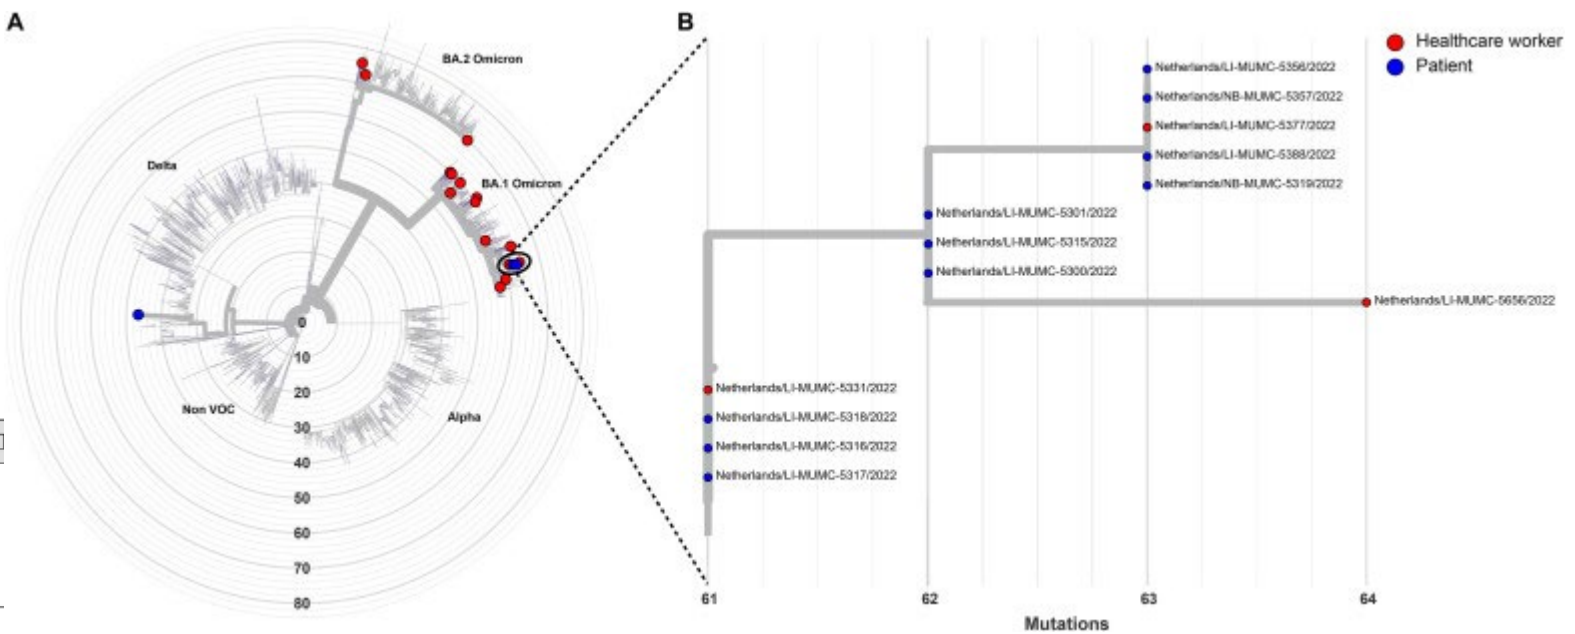 A
BA.2 Omicron
Delta
BA.1 Omicron
Non VOC
Alpha
0
10
20
30
40
50
60
70
80
B
Healthcare worker
Patient
Netherlands/LI-MUMC-5356/2022
Netherlands/NB-MUMC-5357/2022
Netherlands/LI-MUMC-5377/2022
Netherlands/LI-MUMC-5388/2022
Netherlands/NB-MUMC-5319/2022
Netherlands/LI-MUMC-5301/2022
Netherlands/LI-MUMC-5315/2022
Netherlands/LI-MUMC-5300/2022
Netherlands/LI-MUMC-5656/2022
Netherlands/LI-MUMC-5331/2022
Netherlands/LI-MUMC-5318/2022
Netherlands/LI-MUMC-5316/2022
Netherlands/LI-MUMC-5317/2022
61 62 63 64
Mutations